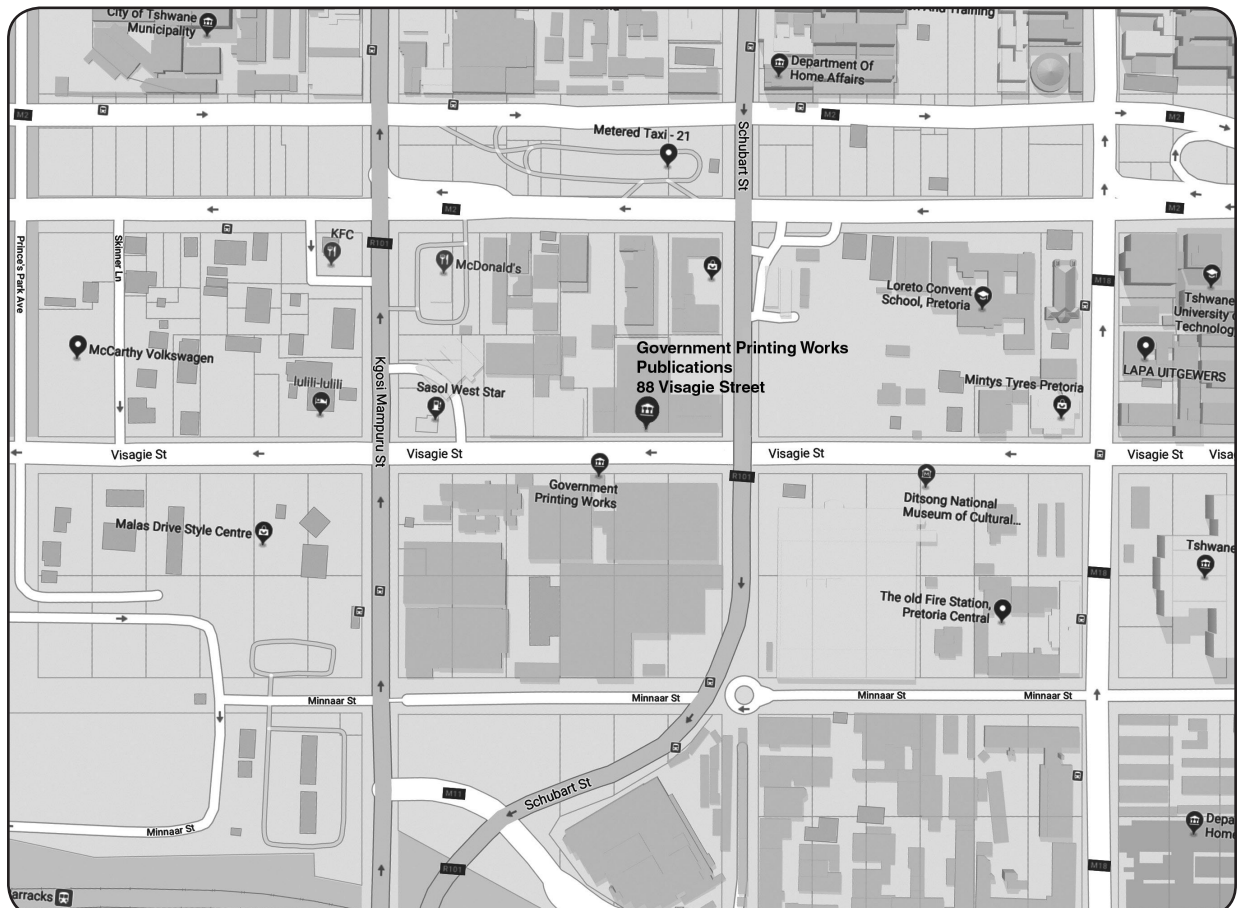 City of Tshwane
Municipality
And Training
Department Of
Home Affairs
M2
M2
M2
Metered Taxi - 21
Schubart St
M2
M2
KFC
R101
Prince's Park Ave
Skinner Ln
McDonald's
Loreto Convent
School, Pretoria
M18
Tshwane
University
Technolog
McCarthy Volkswagen
Government Printing Works
Publications
88 Visagie Street
LAPA UITGEWERS
lulili-lulili
Sasol West Star
Mintys Tyres Pretoria
Kgosi Mampuru St
Visagie St
Visagie St
Visagie St
Visagie St
Visa
R101
Government
Printing Works
Ditsong National
Museum of Cultural...
Malas Drive Style Centre
Tshwane
M18
The old Fire Station,
Pretoria Central
Minnaar St
Minnaar St
Minnaar St
Minnaar St
Schubart St
M11
Minnaar St
Depa
Home
R101
M18
arracks